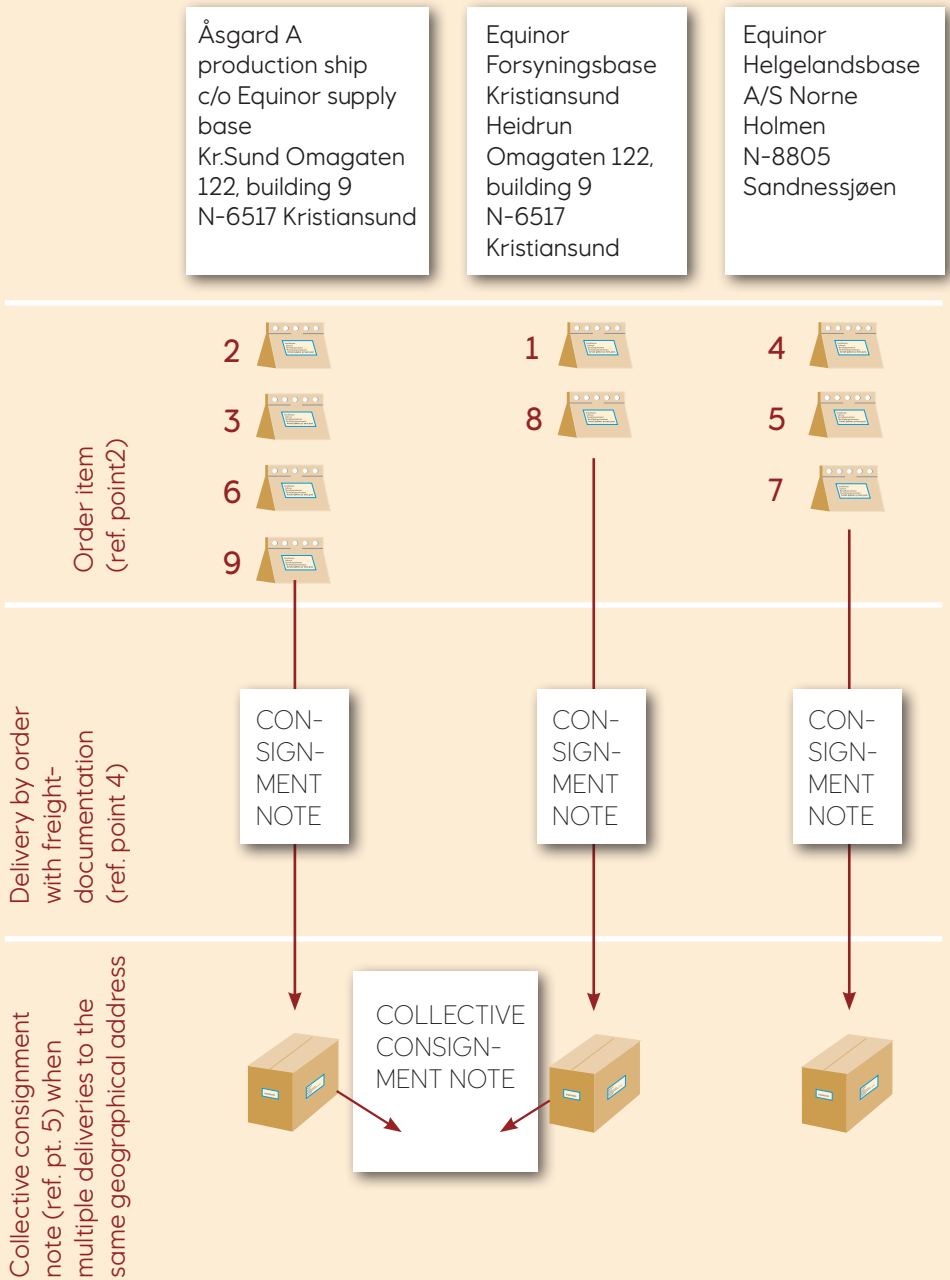 Åsgard A
production ship
c/o Equinor supply
base
Kr.Sund Omagaten
122, building 9
N-6517 Kristiansund
Equinor
Forsyningsbase
Kristiansund
Heidrun
Omagaten 122,
building 9
N-6517
Kristiansund
Equinor
Helgelandsbase
A/S Norne
Holmen
N-8805
Sandnessjøen
Order item
(ref. point2)
2
3
6
9
1
8
4
5
7
Delivery by order
with freight-
documentation
(ref. point 4)
CON-
SIGN-
MENT
NOTE
CON-
SIGN-
MENT
NOTE
CON-
SIGN-
MENT
NOTE
Collective consignment
note (ref. pt. 5) when
multiple deliveries to the
same geographical address
COLLECTIVE
CONSIGN-
MENT NOTE